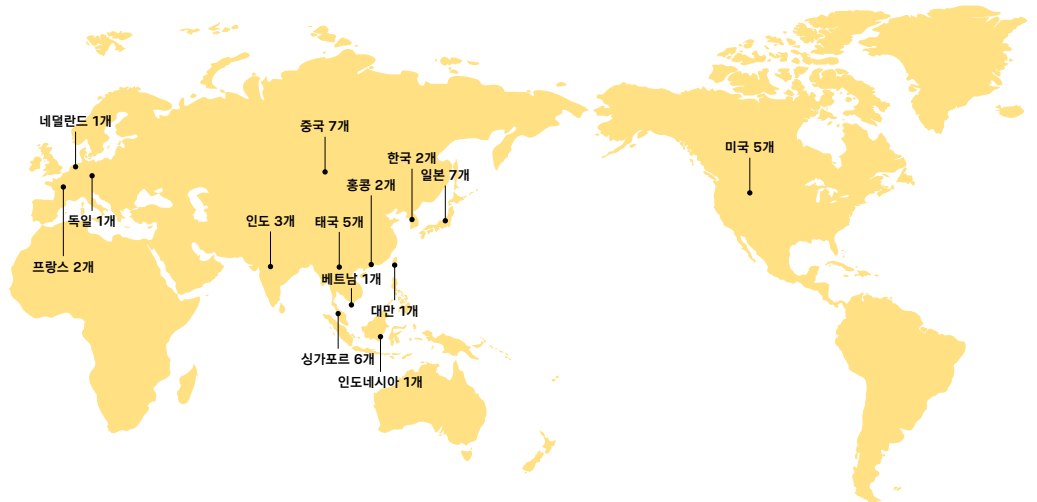 네덜란드 1개
중국 7개
미국 5개
한국 2개
일본 7개
홍콩 2개
독일 1개
인도 3개
태국 5개
프랑스 2개
베트남 1개
대만 1개
싱가포르 6개
인도네시아 1개